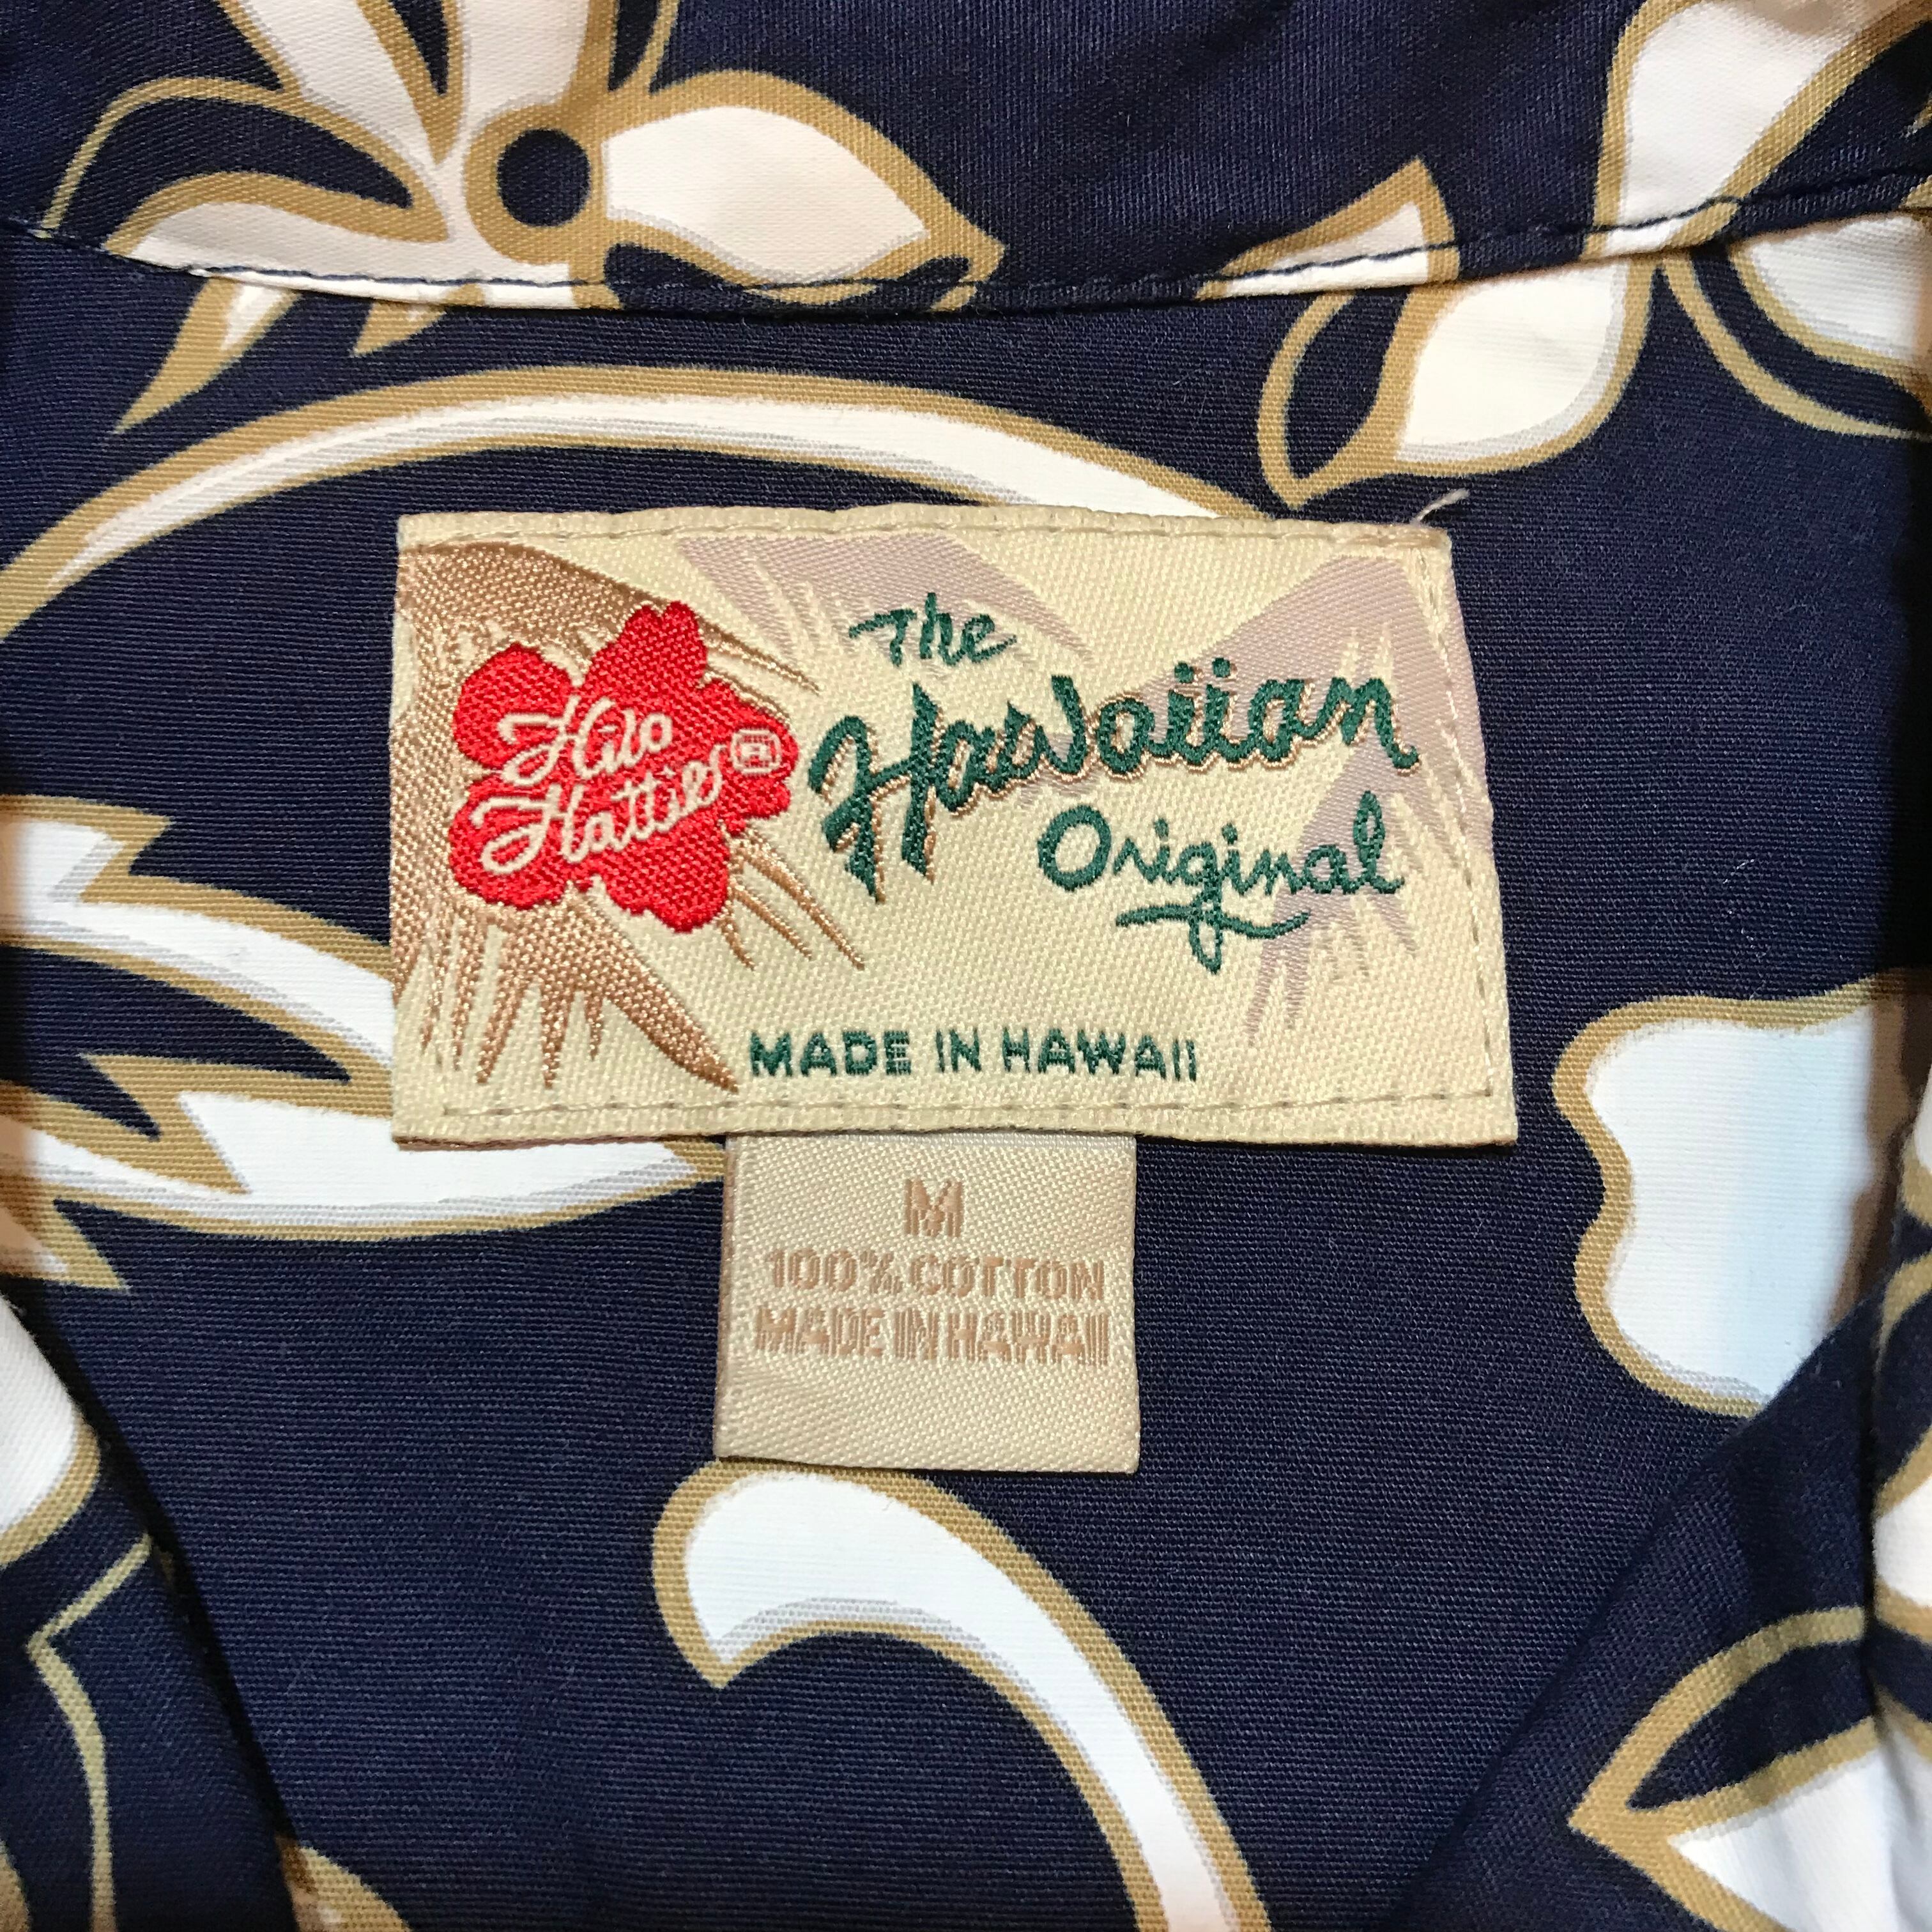 Hilo
Hattie®
The
Hawaiian
Original
MADE IN HAWAII
M
100% COTTON
MADE IN HAWAII